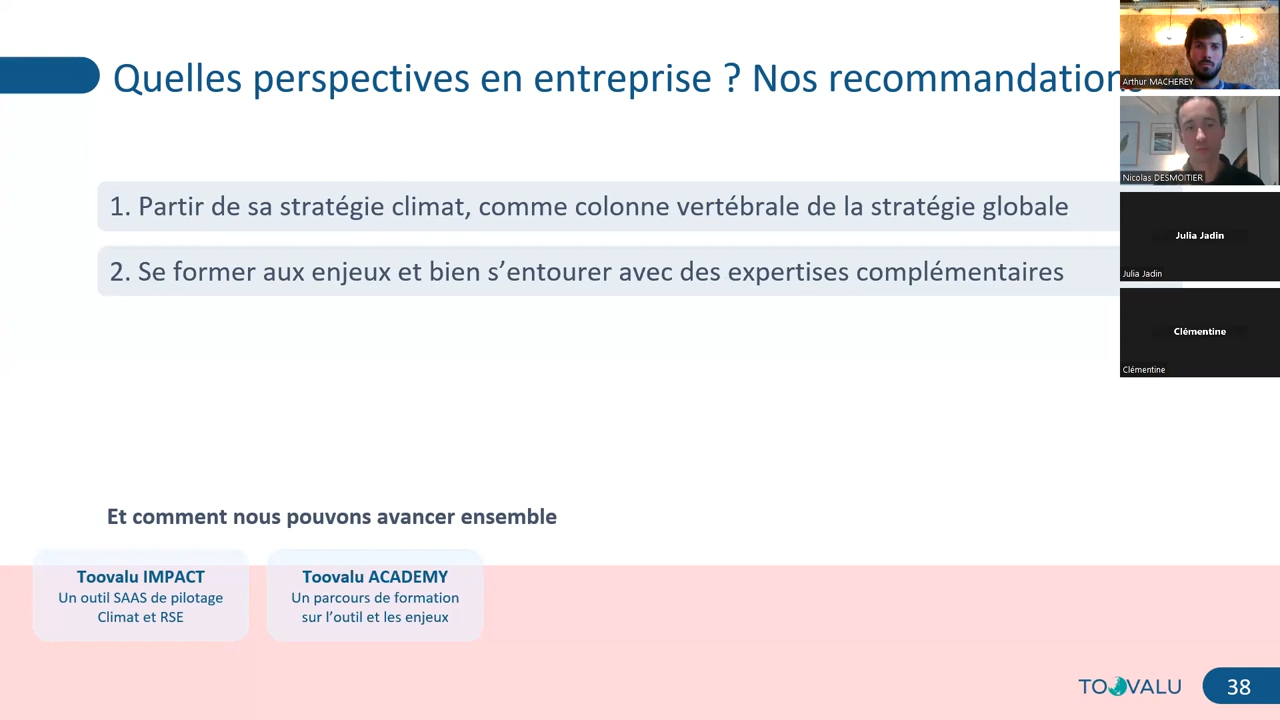 Quelles perspectives en entreprise ? Nos recommandations
1. Partir de sa stratégie climat, comme colonne vertébrale de la stratégie globale
2. Se former aux enjeux et bien s’entourer avec des expertises complémentaires
Et comment nous pouvons avancer ensemble
Toovalu IMPACT
Un outil SAAS de pilotage
Climat et RSE
Toovalu ACADEMY
Un parcours de formation
sur l’outil et les enjeux
TOOVALU
38
Arthur MACHEREY
Nicolas DESMOITIER
Julia Jadin
Julia Jadin
Clémentine
Clémentine